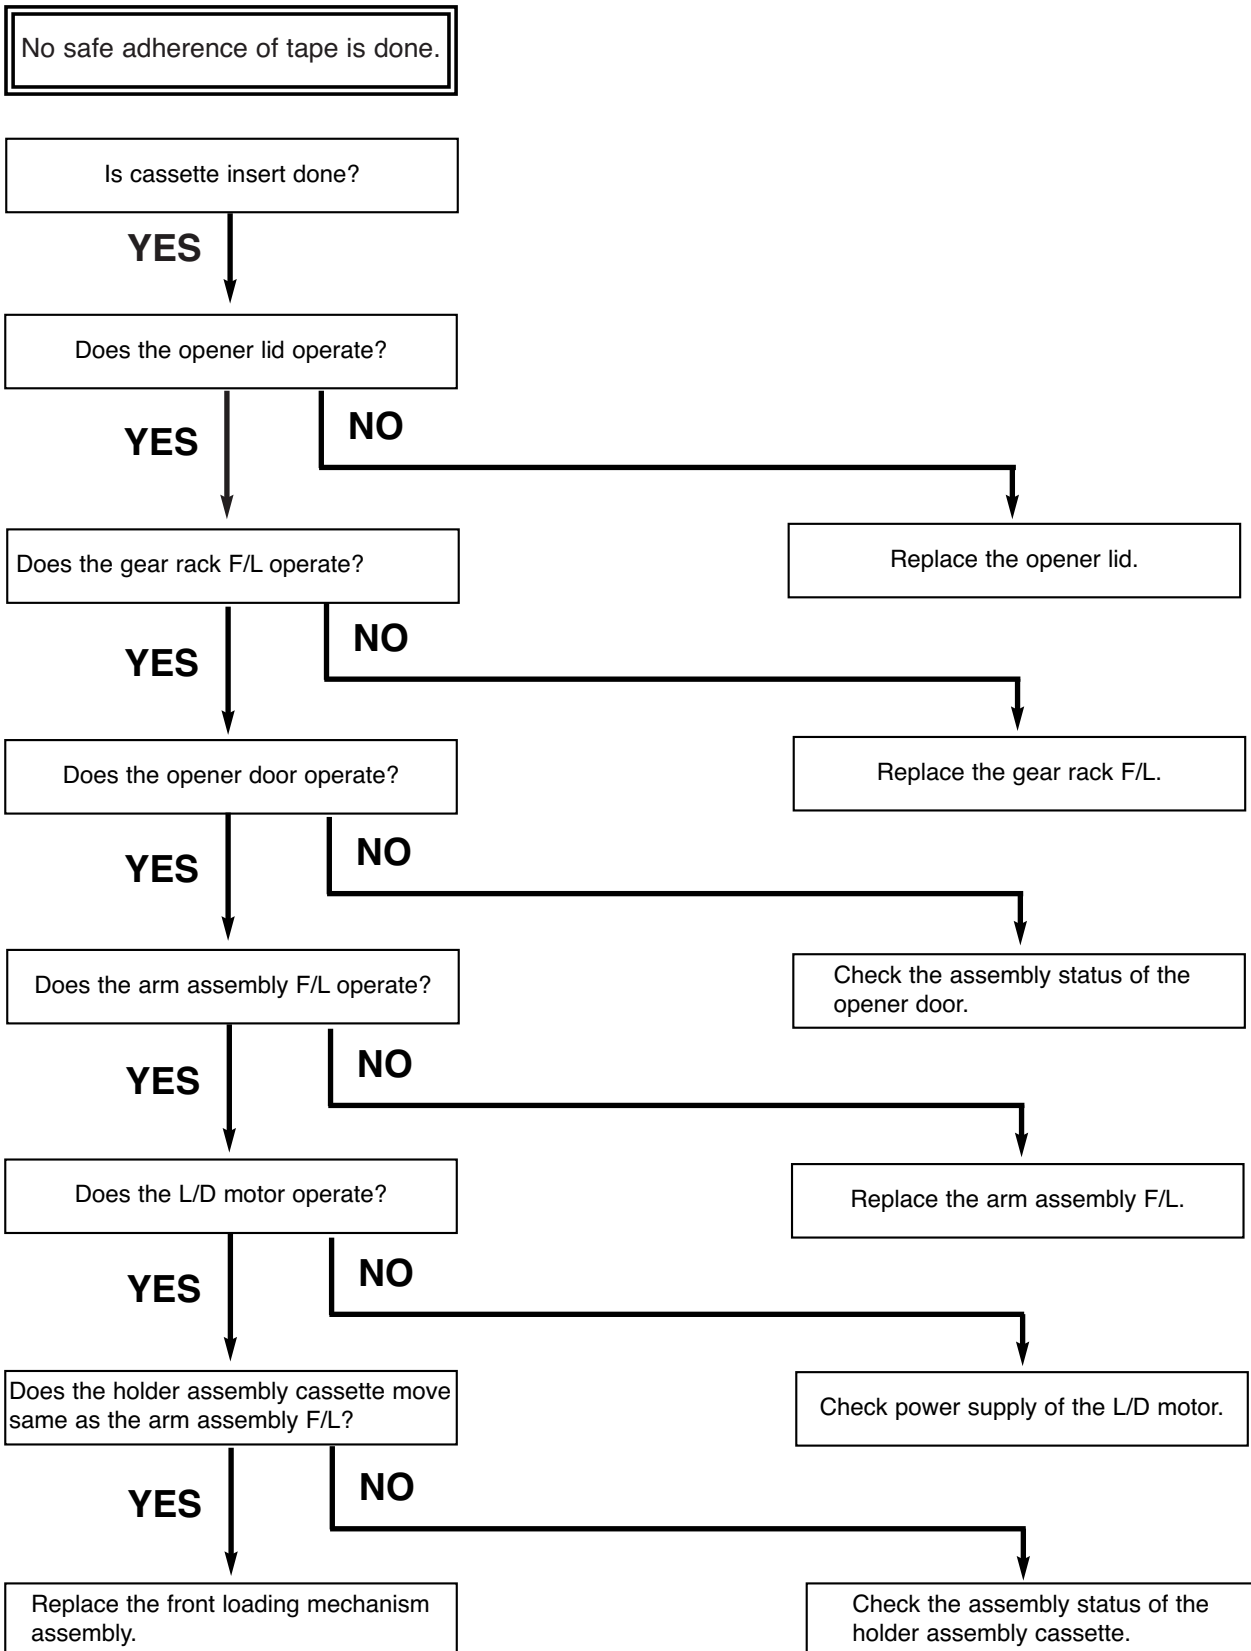 No safe adherence of tape is done.
Is cassette insert done?
YES
Does the opener lid operate?
YES
NO
Does the gear rack F/L operate?
Replace the opener lid.
YES
NO
Does the opener door operate?
Replace the gear rack F/L.
YES
NO
Does the arm assembly F/L operate?
Check the assembly status of the
opener door.
YES
NO
Does the L/D motor operate?
Replace the arm assembly F/L.
YES
NO
Does the holder assembly cassette move
same as the arm assembly F/L?
Check power supply of the L/D motor.
YES
NO
Replace the front loading mechanism
assembly.
Check the assembly status of the
holder assembly cassette.